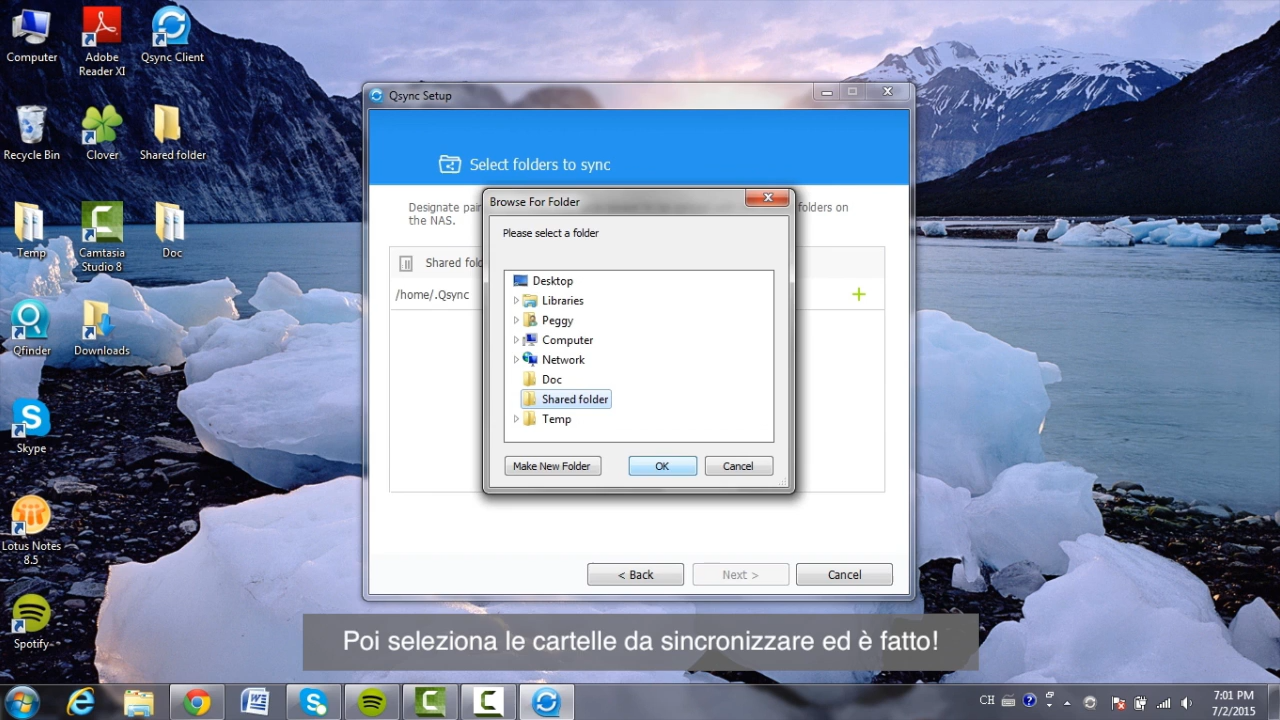 Computer
Adobe
Reader XI
Qsync Client
Recycle Bin
Clover
Shared folder
Temp
Camtasia
Studio 8
Doc
Qfinder
Downloads
Skype
Lotus Notes
8.5
Spotify
Qsync Setup
Select folders to sync
Designate pai
folders on
the NAS.
Shared fold
/home/.Qsync
Browse For Folder
Please select a folder
Desktop
Libraries
Peggy
Computer
Network
Doc
Shared folder
Temp
Make New Folder
OK
Cancel
< Back
Next >
Cancel
Poi seleziona le cartelle da sincronizzare ed è fatto!
CH
7:01 PM
7/2/2015